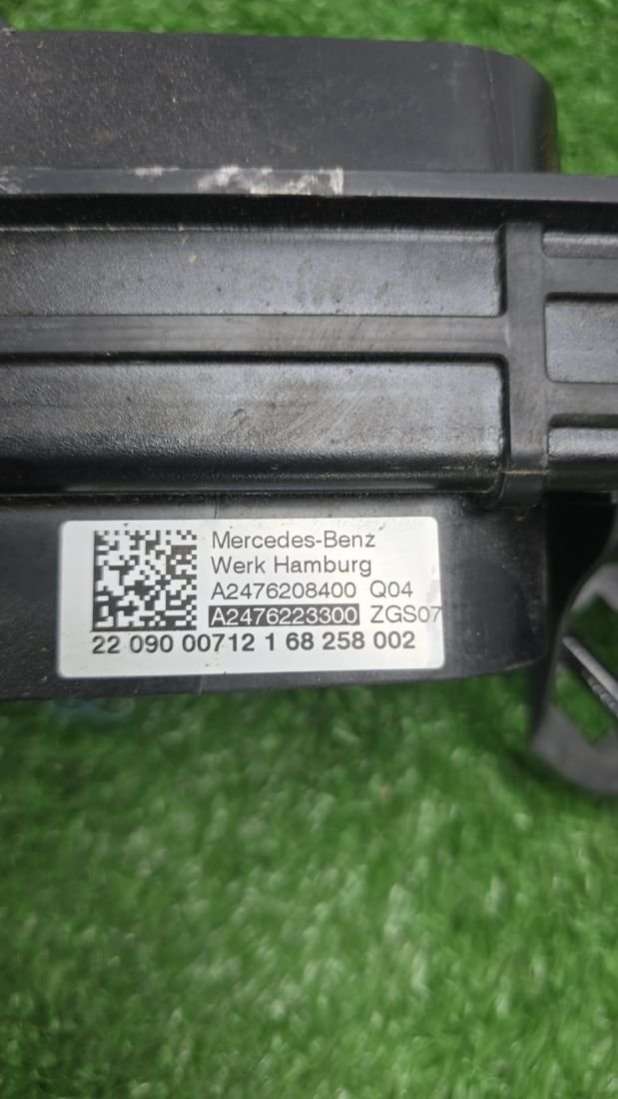 Mercedes-Benz
Werk Hamburg
A2476208400 Q04
A2476223300 ZGS07
22 090 00712 1 68 258 002